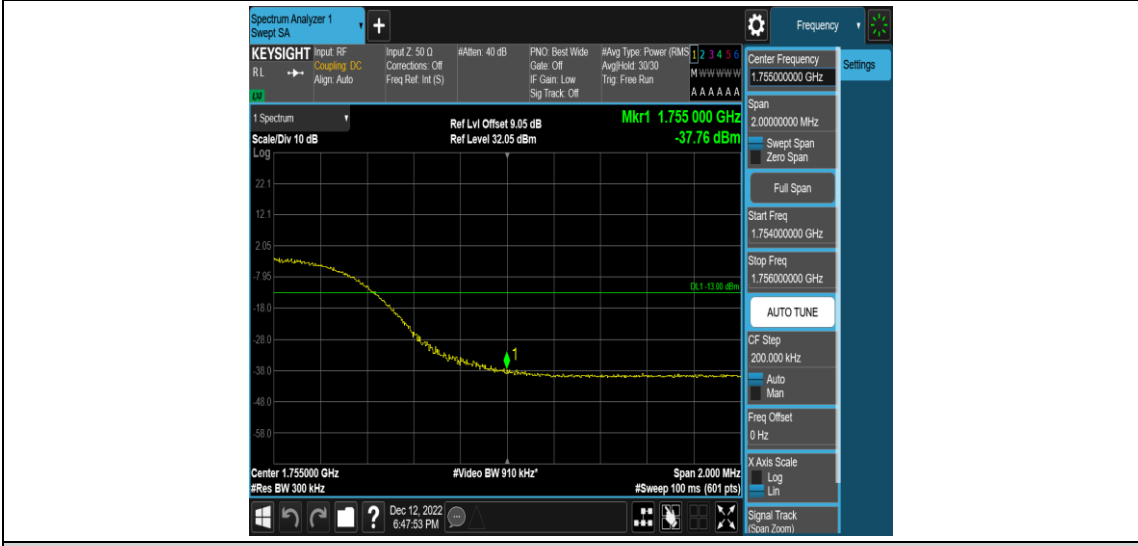 Spectrum Analyzer 1
Swept SA
+
Frequency
KEYSIGHT
RL
Input: RF
Coupling: DC
Align: Auto
Input Z: 50 Ω
Corrections: Off
Freq Ref: Int (S)
#Atten: 40 dB
PNO: Best Wide
Gate: Off
IF Gain: Low
Sig Track: Off
#Avg Type: Power (RMS
Avg|Hold: 30/30
Trig: Free Run
1 2 3 4 5 6
M W W W W W
A A A A A A
1 Spectrum
Scale/Div 10 dB
Log
Ref Lvl Offset 9.05 dB
Ref Level 32.05 dBm
Mkr1 1.755 000 GHz
-37.76 dBm
22.1
12.1
2.05
-7.95
-18.0
-28.0
-38.0
-48.0
-58.0
DL1 -13.00 dBm
1
Center 1.755000 GHz
#Res BW 300 kHz
#Video BW 910 kHz*
Span 2.000 MHz
#Sweep 100 ms (601 pts)
?
Dec 12, 2022
6:47:53 PM
Center Frequency
1.755000000 GHz
Settings
Span
2.00000000 MHz
Swept Span
Zero Span
Full Span
Start Freq
1.754000000 GHz
Stop Freq
1.756000000 GHz
AUTO TUNE
CF Step
200.000 kHz
Auto
Man
Freq Offset
0 Hz
X Axis Scale
Log
Lin
Signal Track
(Span Zoom)